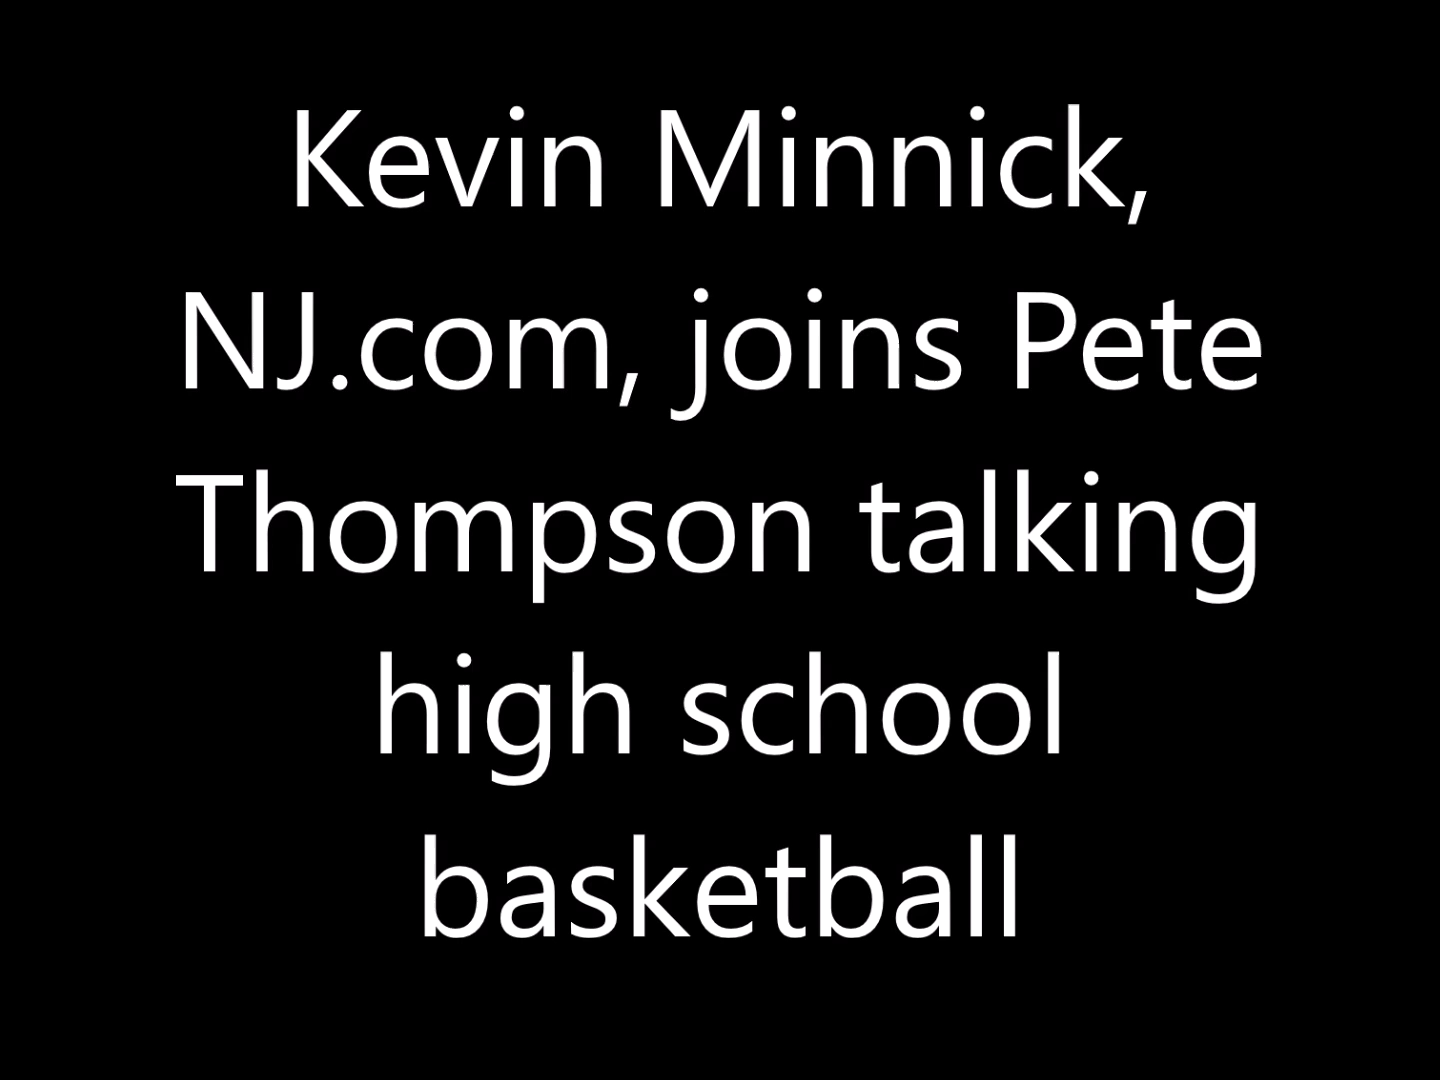 Kevin Minnick,
NJ.com, joins Pete
Thompson talking
high school
basketball